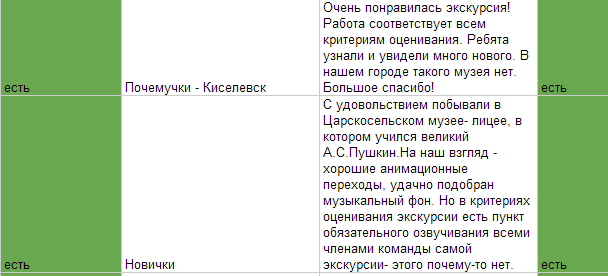 Очень понравилась экскурсия!
Работа соответствует всем
критериям оценивания. Ребята
узнали и увидели много нового. В
нашем городе такого музея нет.
есть Почемучки - Киселевск Большое спасибо! есть
С удовольствием побывали в
Царскосельском музее- лицее, в
котором учился великий
А.С.Пушкин.На наш взгляд -
хорошие анимационные
переходы, удачно подобран
музыкальный фон. Но в критериях
оценивания экскурсии есть пункт
обязательного озвучивания всеми
членами команды самой
есть Новички экскурсии- этого почему-то нет. есть